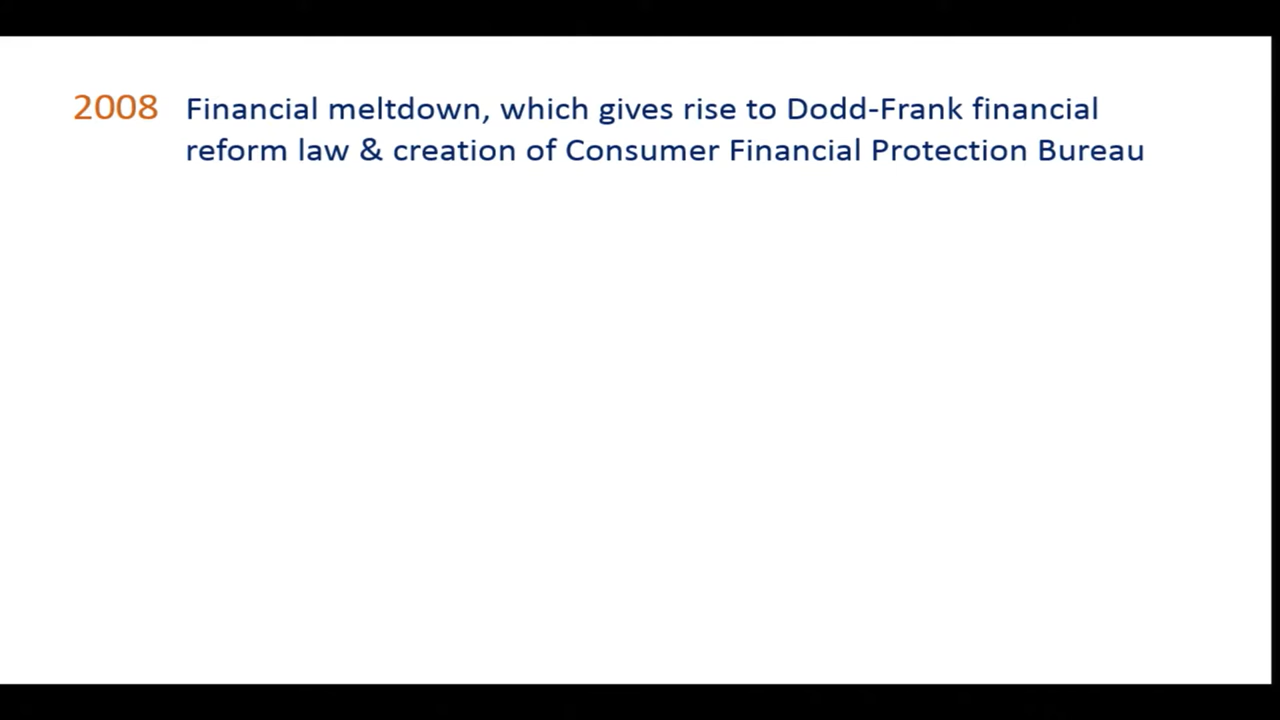 2008 Financial meltdown, which gives rise to Dodd-Frank financial
reform law & creation of Consumer Financial Protection Bureau